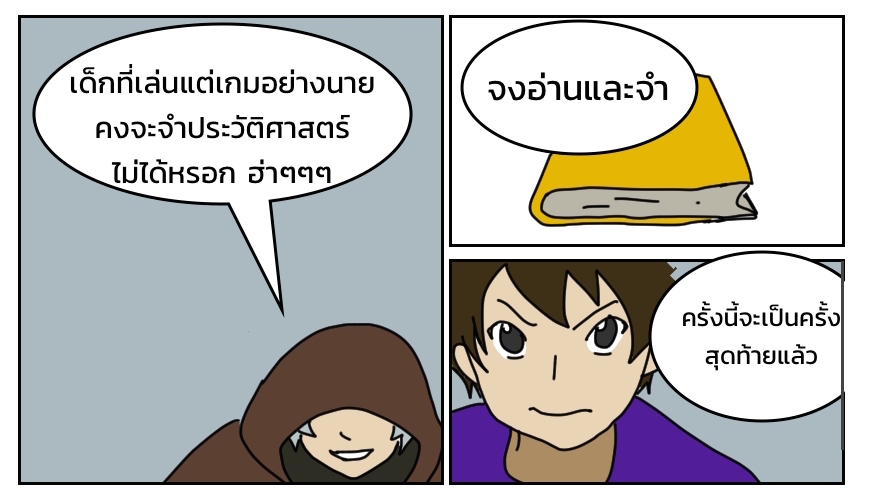 เด็กที่เล่นแต่เกมอย่างนาย
คงจะจำประวัติศาสตร์
ไม่ได้หรอก ฮ่าๆๆๆ
จงอ่านและจำ
ครั้งนี้จะเป็นครั้ง
สุดท้ายแล้ว